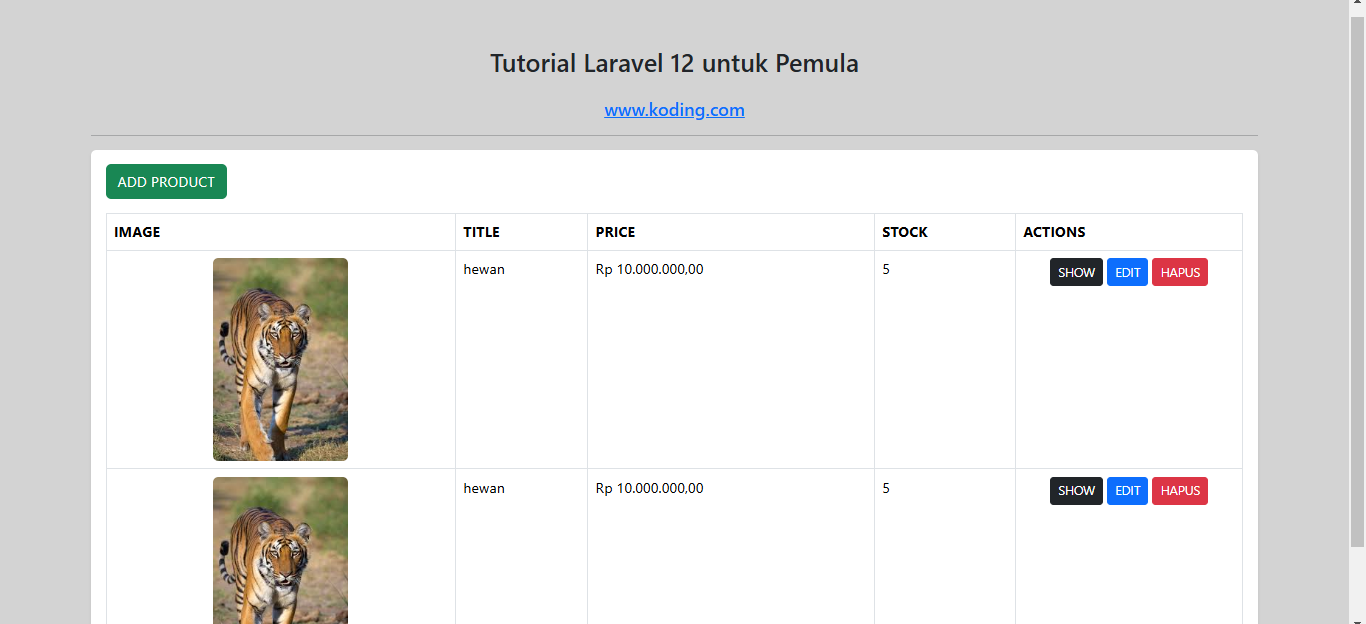 Tutorial Laravel 12 untuk Pemula
www.koding.com
ADD PRODUCT
IMAGE TITLE PRICE STOCK ACTIONS
hewan Rp 10.000.000,00 5 SHOW EDIT HAPUS
hewan Rp 10.000.000,00 5 SHOW EDIT HAPUS